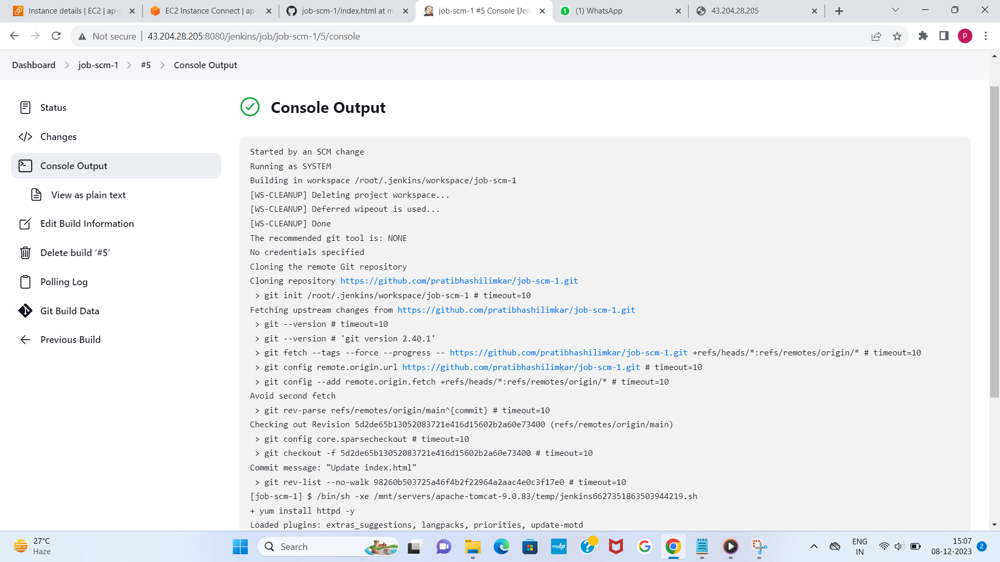 Instance details | EC2 | ap-s
EC2 Instance Connect | ap-
job-scm-1/index.html at m
job-scm-1 #5 Console [Jen
(1) WhatsApp
43.204.28.205
Not secure
43.204.28.205:8080/jenkins/job/job-scm-1/5/console
P
Dashboard
job-scm-1
#5
Console Output
Status
Changes
Console Output
View as plain text
Edit Build Information
Delete build ‘#5’
Polling Log
Git Build Data
Previous Build
Console Output
Started by an SCM change
Running as SYSTEM
Building in workspace /root/.jenkins/workspace/job-scm-1
[WS-CLEANUP] Deleting project workspace...
[WS-CLEANUP] Deferred wipeout is used...
[WS-CLEANUP] Done
The recommended git tool is: NONE
No credentials specified
Cloning the remote Git repository
Cloning repository https://github.com/pratibhashilimkar/job-scm-1.git
> git init /root/.jenkins/workspace/job-scm-1 # timeout=10
Fetching upstream changes from https://github.com/pratibhashilimkar/job-scm-1.git
> git --version # timeout=10
> git --version # 'git version 2.40.1'
> git fetch --tags --force --progress -- https://github.com/pratibhashilimkar/job-scm-1.git +refs/heads/*:refs/remotes/origin/* # timeout=10
> git config remote.origin.url https://github.com/pratibhashilimkar/job-scm-1.git # timeout=10
> git config --add remote.origin.fetch +refs/heads/*:refs/remotes/origin/* # timeout=10
Avoid second fetch
> git rev-parse refs/remotes/origin/main^{commit} # timeout=10
Checking out Revision 5d2de65b13052083721e416d15602b2a60e73400 (refs/remotes/origin/main)
> git config core.sparsecheckout # timeout=10
> git checkout -f 5d2de65b13052083721e416d15602b2a60e73400 # timeout=10
Commit message: "Update index.html"
> git rev-list --no-walk 98260b503725a46f4b2f22964a2aac4e0c3f17e0 # timeout=10
[job-scm-1] $ /bin/sh -xe /mnt/servers/apache-tomcat-9.0.83/temp/jenkins6627351863503944219.sh
+ yum install httpd -y
Loaded plugins: extras_suggestions, langpacks, priorities, update-motd
27°C
Haze
Search
myhp
ENG
IN
15:07
08-12-2023
2